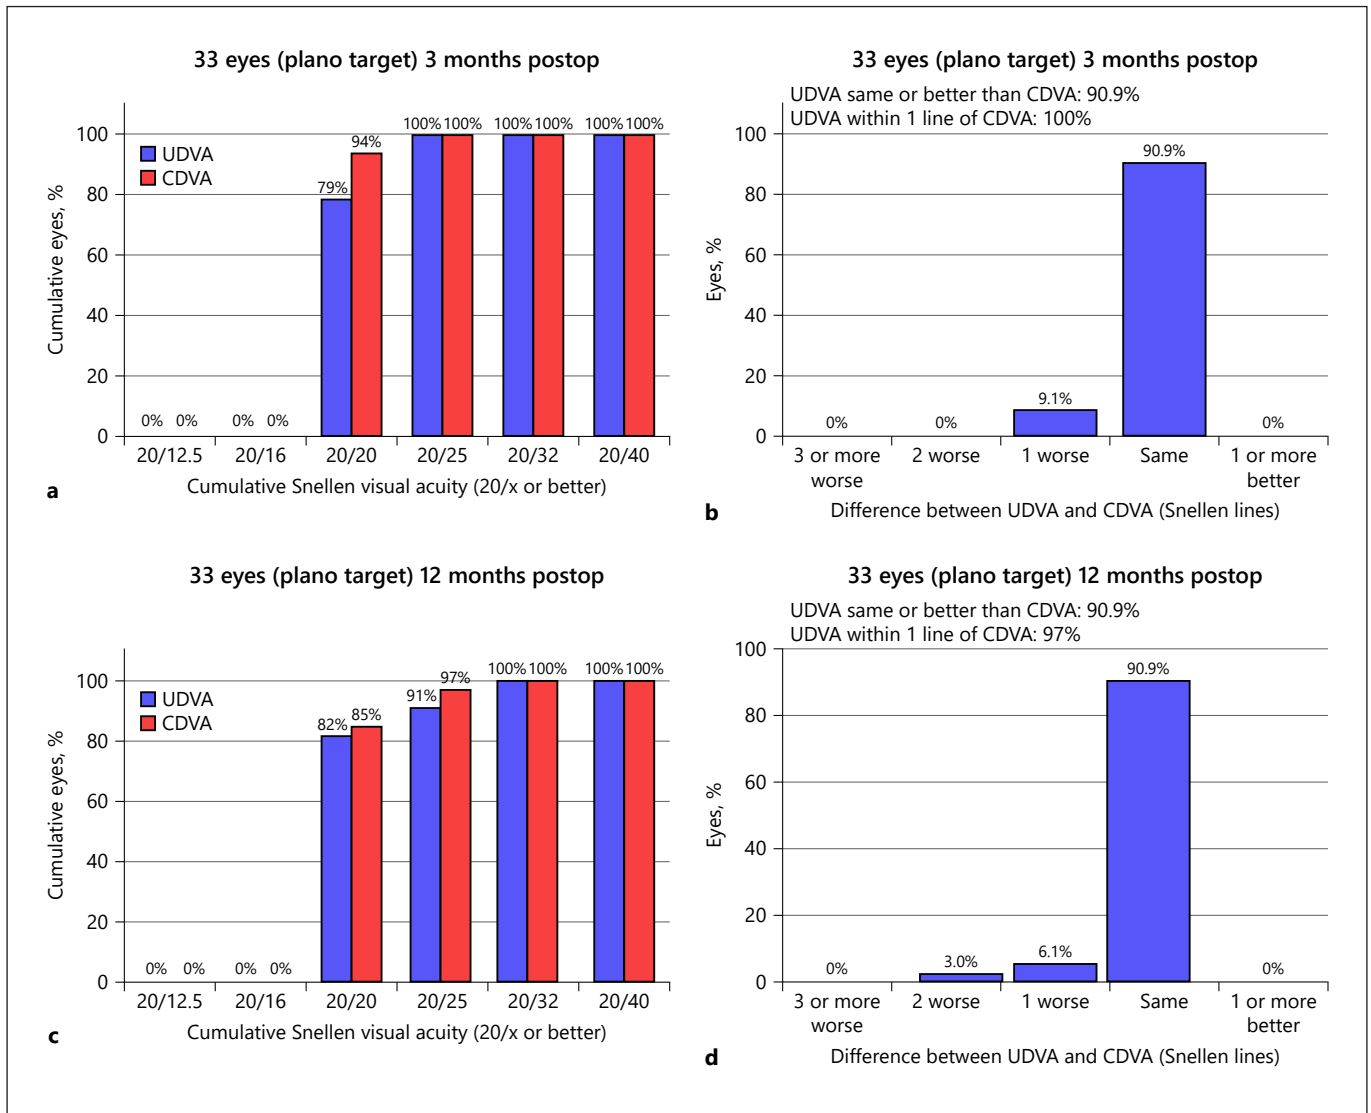 33 eyes (plano target) 3 months postop
100
80
60
40
20
0
Cumulative eyes, %
UDVA
CDVA
0% 0%
0% 0%
79% 94%
100% 100%
100% 100%
100% 100%
20/12.5 20/16 20/20 20/25 20/32 20/40
Cumulative Snellen visual acuity (20/x or better)
a
33 eyes (plano target) 3 months postop
UDVA same or better than CDVA: 90.9%
UDVA within 1 line of CDVA: 100%
100
80
60
40
20
0
Eyes, %
0% 0% 9.1% 90.9% 0%
3 or more worse
2 worse
1 worse
Same
1 or more better
Difference between UDVA and CDVA (Snellen lines)
b
33 eyes (plano target) 12 months postop
100
80
60
40
20
0
Cumulative eyes, %
UDVA
CDVA
0% 0%
0% 0%
82% 85%
91% 97%
100% 100%
100% 100%
20/12.5 20/16 20/20 20/25 20/32 20/40
Cumulative Snellen visual acuity (20/x or better)
c
33 eyes (plano target) 12 months postop
UDVA same or better than CDVA: 90.9%
UDVA within 1 line of CDVA: 97%
100
80
60
40
20
0
Eyes, %
0% 3.0% 6.1% 90.9% 0%
3 or more worse
2 worse
1 worse
Same
1 or more better
Difference between UDVA and CDVA (Snellen lines)
d